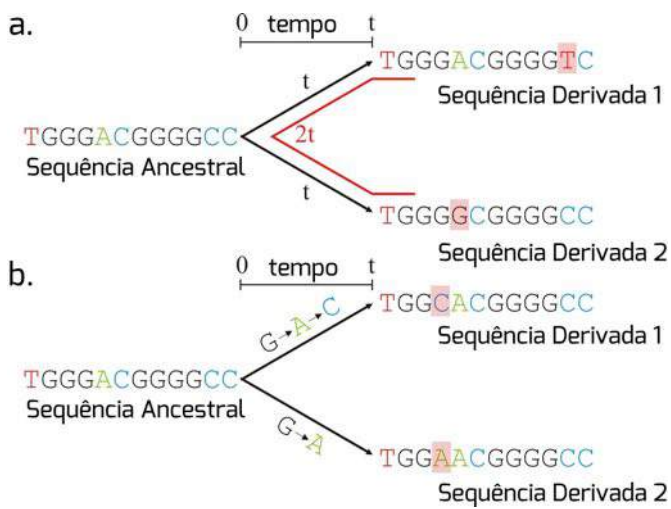 a.
0 tempo t
TGGGACGGGGTC
Sequência Derivada 1
t
TGGGACGGGGCC
2t
Sequência Ancestral
t
TGGGGCGGGGCC
Sequência Derivada 2
b.
0 tempo t
TGGCACGGGGCC
Sequência Derivada 1
G→A→C
TGGGACGGGGCC
Sequência Ancestral
G→A
TGGAACGGGGCC
Sequência Derivada 2